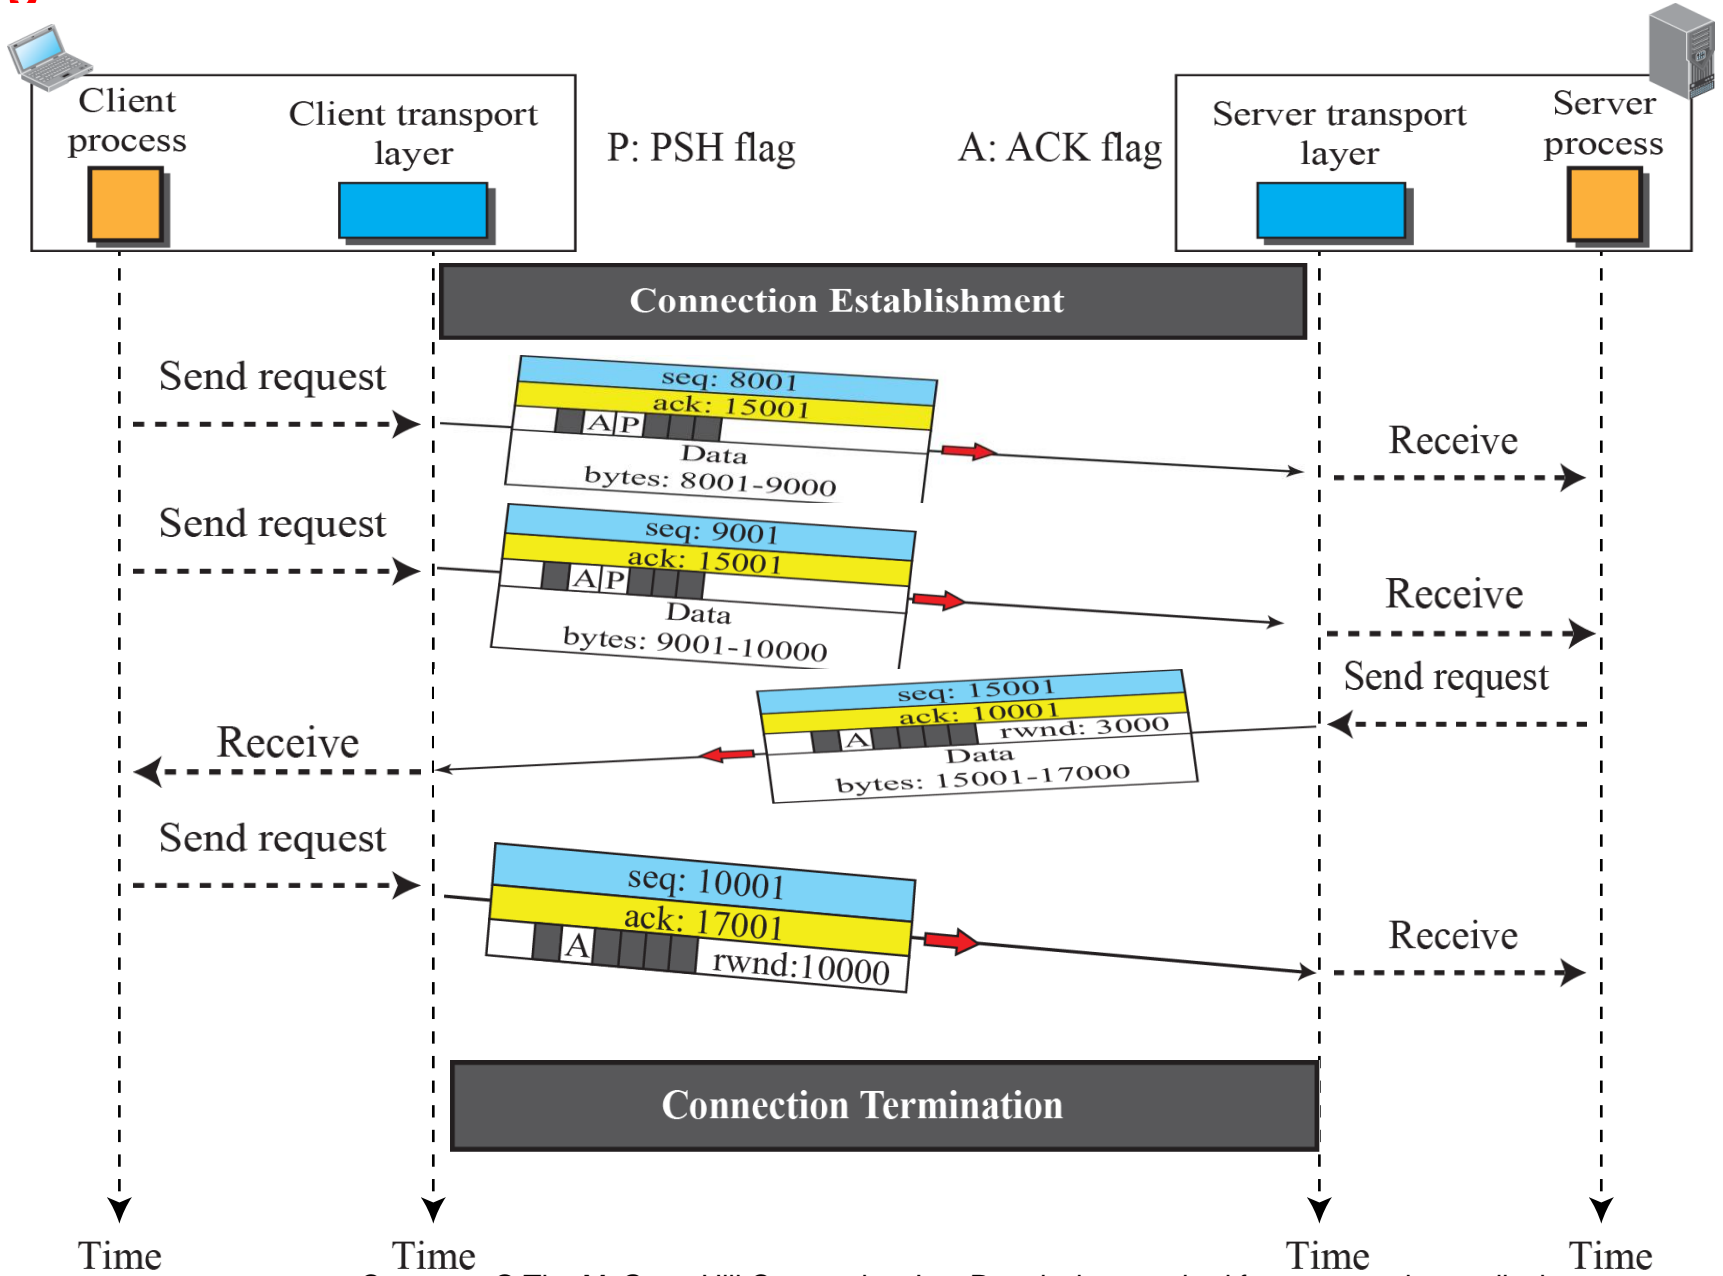 Client
process
Client transport
layer
P: PSH flag
A: ACK flag
Server transport
layer
Server
process
Connection Establishment
Send request
seq: 8001
ack: 15001
A P
Data
bytes: 8001-9000
Receive
Send request
seq: 9001
ack: 15001
A P
Data
bytes: 9001-10000
Receive
Send request
seq: 15001
ack: 10001
A
rwnd: 3000
Data
bytes: 15001-17000
Receive
Send request
seq: 10001
ack: 17001
A
rwnd:10000
Receive
Connection Termination
Time
Time
Time
Time